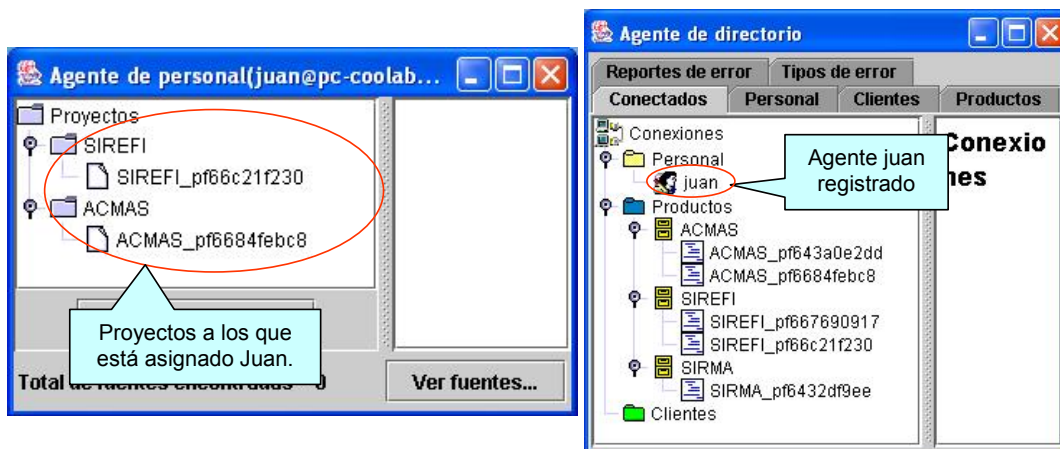 Agente de personal(juan@pc-coolab...
Proyectos
SIREFI
SIREFI_pf66c21f230
ACMAS
ACMAS_pf6684febc8
Proyectos a los que
está asignado Juan.
Total de fuentes encontradas 0
Ver fuentes...
Agente de directorio
Reportes de error
Tipos de error
Conectados
Personal
Clientes
Productos
Conexiones
Personal
juan
Productos
ACMAS
ACMAS_pf643a0e2dd
ACMAS_pf6684febc8
SIREFI
SIREFI_pf667690917
SIREFI_pf66c21f230
SIRMA
SIRMA_pf6432df9ee
Clientes
Agente juan
registrado
Conexio
nes